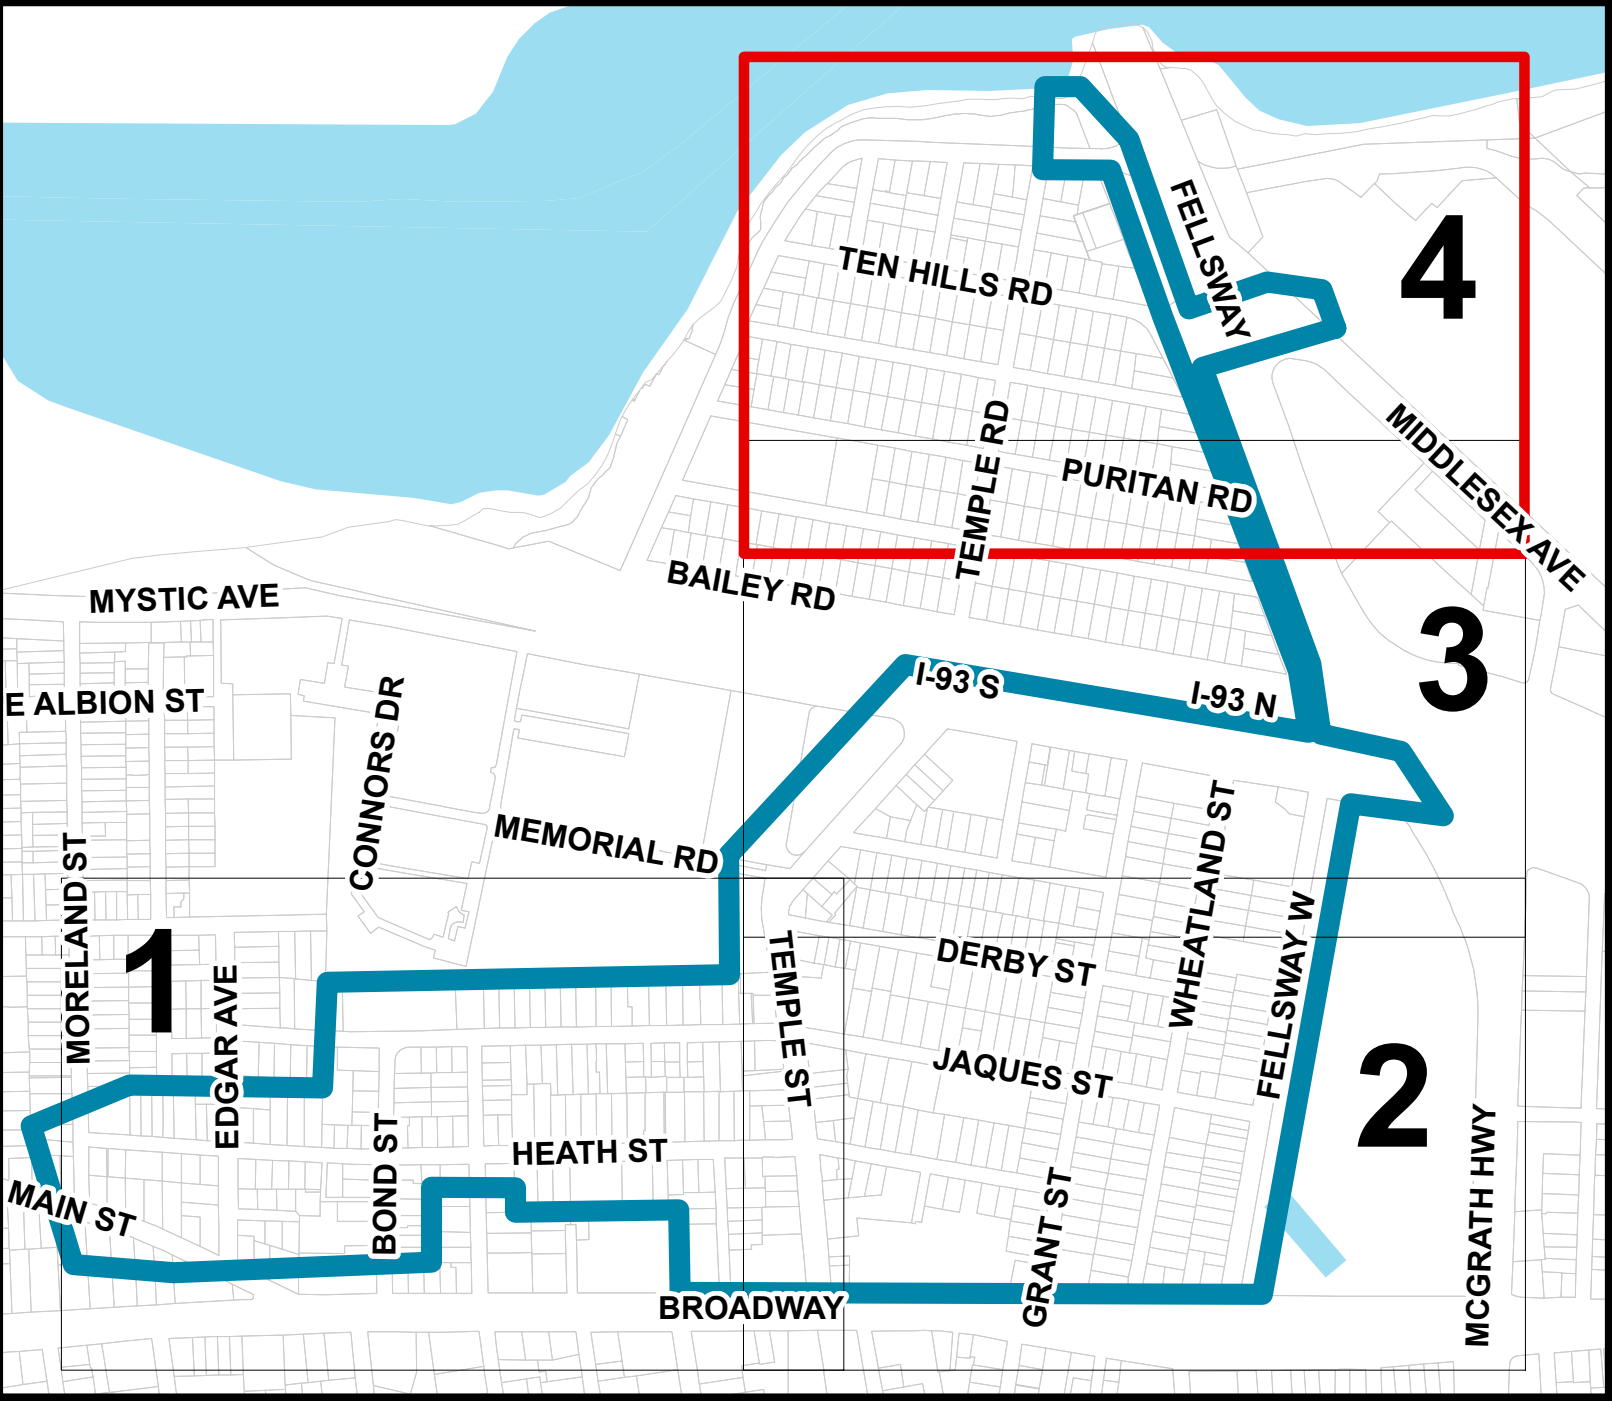 FELLSWAY
4
TEN HILLS RD
TEMPLE RD
MIDDLESEX AVE
PURITAN RD
BAILEY RD
MYSTIC AVE
3
I-93 S
I-93 N
E ALBION ST
CONNORS DR
MEMORIAL RD
WHEATLAND ST
MORELAND ST
1
EDGAR AVE
TEMPLE ST
DERBY ST
FELLSWAY W
JAQUES ST
2
BOND ST
HEATH ST
MAIN ST
GRANT ST
MCGRATH HWY
BROADWAY